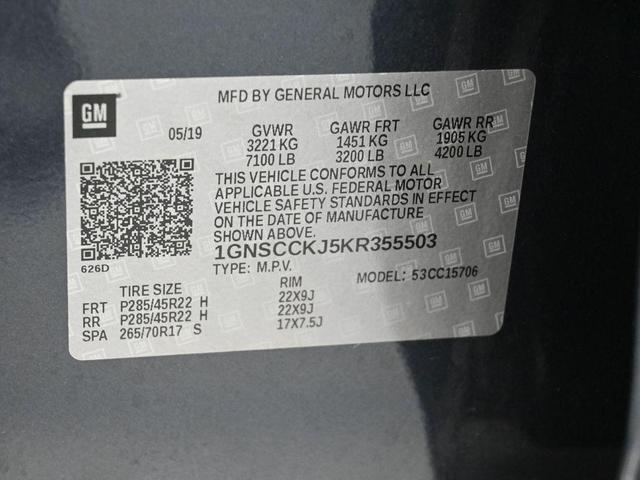 GM
MFD BY GENERAL MOTORS LLC
05/19 GVWR GAWR FRT GAWR RR
3221 KG 1451 KG 1905 KG
7100 LB 3200 LB 4200 LB
THIS VEHICLE CONFORMS TO ALL
APPLICABLE U.S. FEDERAL MOTOR
VEHICLE SAFETY STANDARDS IN EFFECT
ON THE DATE OF MANUFACTURE
SHOWN ABOVE.
1GNSCCKJ5KR355503
626D
TYPE: M.P.V. MODEL: 53CC15706
TIRE SIZE RIM
FRT P285/45R22 H 22X9J
RR P285/45R22 H 22X9J
SPA 265/70R17 S 17X7.5J